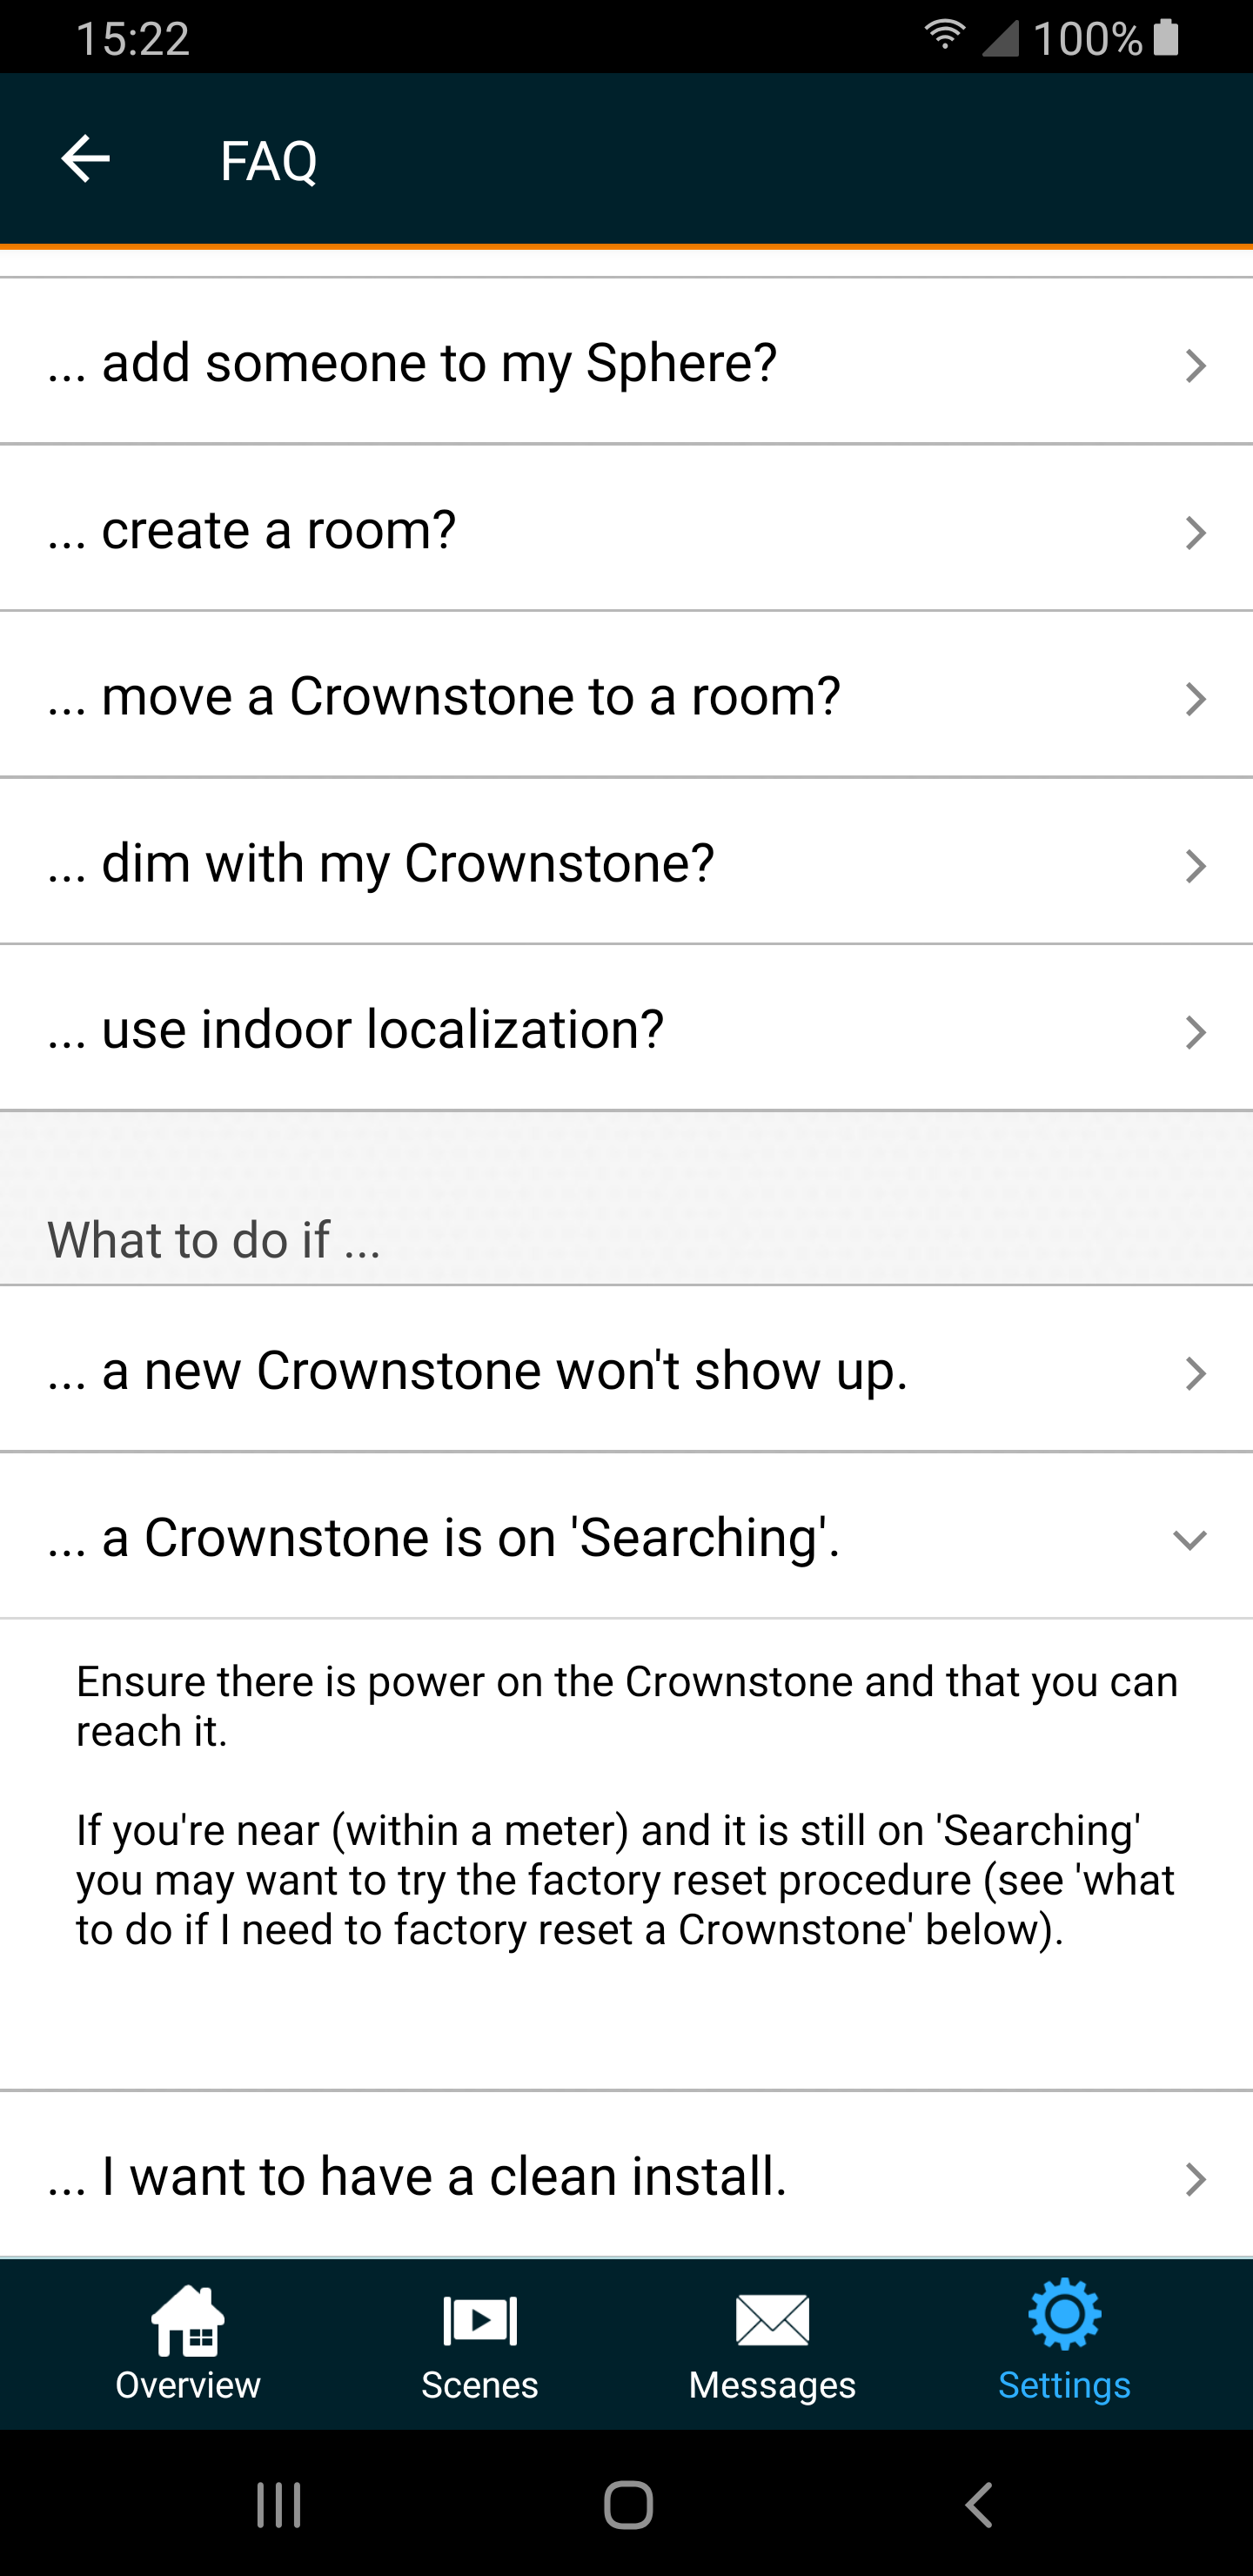 15:22
100%
FAQ
... add someone to my Sphere?
... create a room?
... move a Crownstone to a room?
... dim with my Crownstone?
... use indoor localization?
What to do if ...
... a new Crownstone won't show up.
... a Crownstone is on 'Searching'.
Ensure there is power on the Crownstone and that you can
reach it.
If you're near (within a meter) and it is still on 'Searching'
you may want to try the factory reset procedure (see 'what
to do if I need to factory reset a Crownstone' below).
... I want to have a clean install.
Overview
Scenes
Messages
Settings